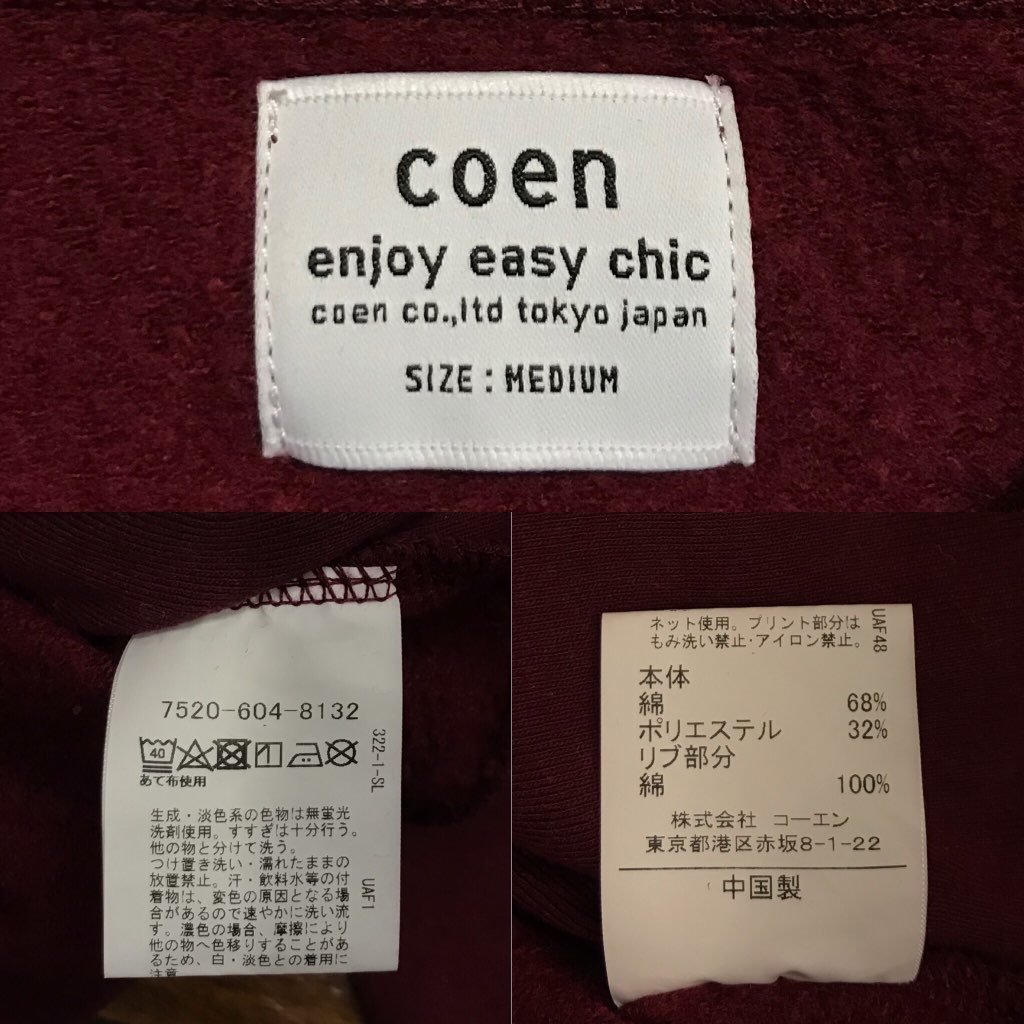 coen
enjoy easy chic
coen co.,ltd tokyo japan
SIZE : MEDIUM
7520-604-8132
40
あて布使用
322-1-SL
生成・淡色系の色物は無蛍光
洗剤使用。すすぎは十分行う。
他の物と分けて洗う。
つけ置き洗い・濡れたままの
放置禁止。汗・飲料水等の付
着物は、変色の原因となる場
合があるので速やかに洗い流
す。濃色の場合、摩擦により
他の物へ色移りすることがあ
るため、白・淡色との着用に
注意
UAF1
ネット使用。プリント部分は
もみ洗い禁止・アイロン禁止。
UAF48
本体
綿 68%
ポリエステル 32%
リブ部分
綿 100%
株式会社 コーエン
東京都港区赤坂8-1-22
中国製